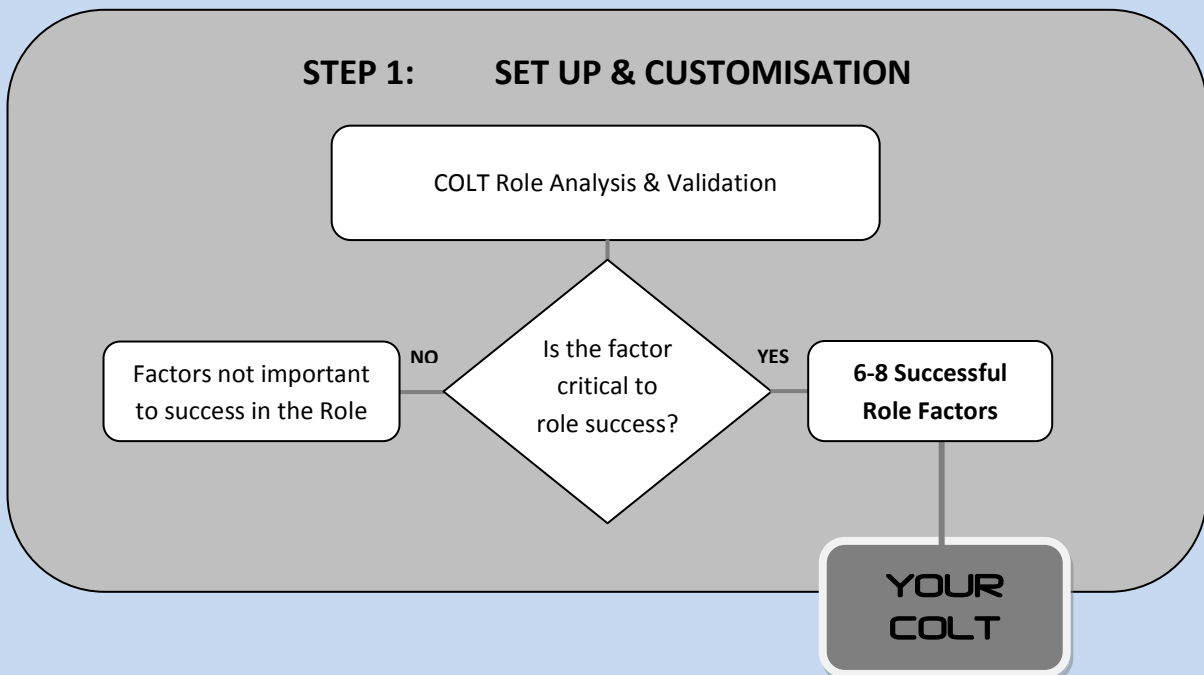 STEP 1: SET UP & CUSTOMISATION
COLT Role Analysis & Validation
Is the factor
critical to
role success?
NO
Factors not important
to success in the Role
YES
6-8 Successful
Role Factors
YOUR
COLT